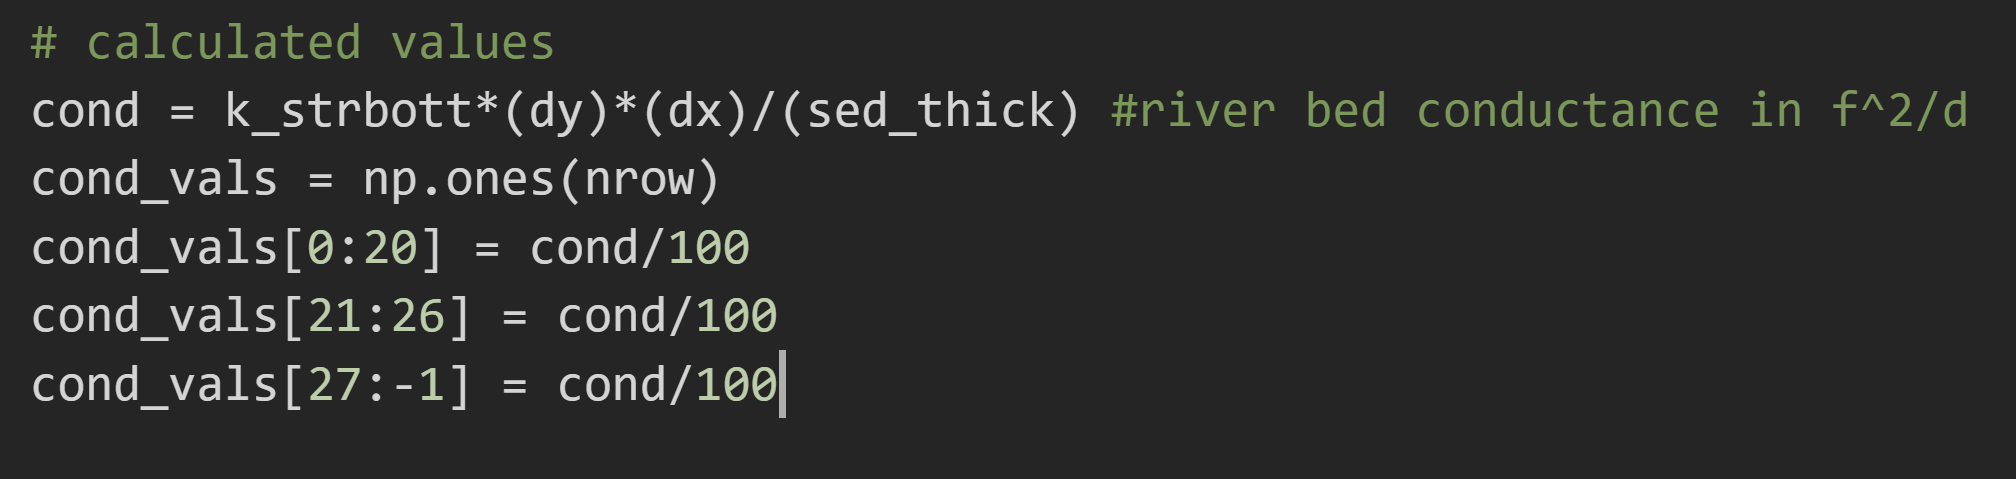 # calculated values
cond = k_strbott*(dy)*(dx)/(sed_thick) #river bed conductance in f^2/d
cond_vals = np.ones(nrow)
cond_vals[0:20] = cond/100
cond_vals[21:26] = cond/100
cond_vals[27:-1] = cond/100